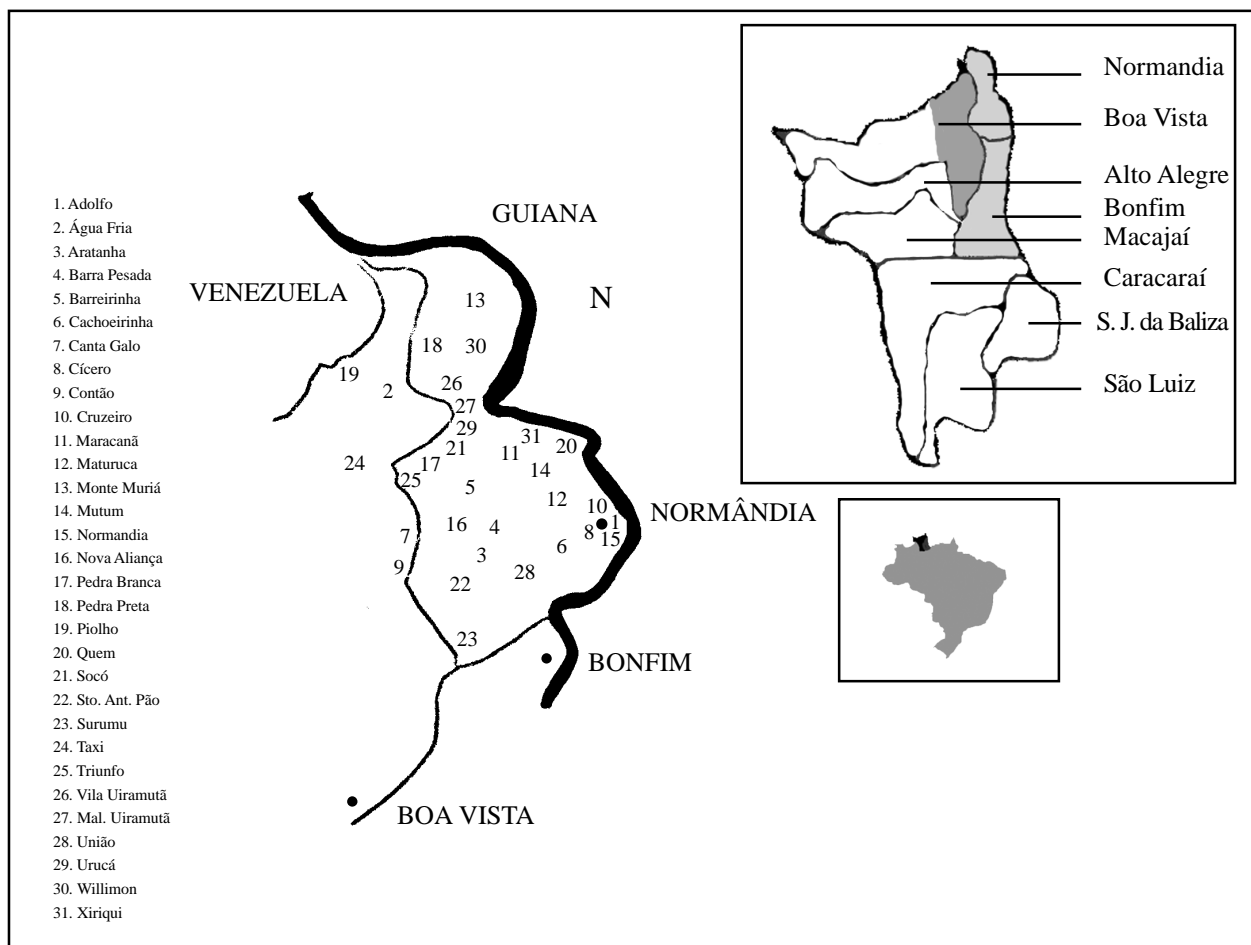 1. Adolfo
2. Água Fria
3. Aratanha
4. Barra Pesada
5. Barreirinha
6. Cachoeirinha
7. Canta Galo
8. Cícero
9. Contão
10. Cruzeiro
11. Maracanã
12. Maturuca
13. Monte Muriá
14. Mutum
15. Normandia
16. Nova Aliança
17. Pedra Branca
18. Pedra Preta
19. Piolho
20. Quem
21. Socó
22. Sto. Ant. Pão
23. Surumu
24. Taxi
25. Triunfo
26. Vila Uiramutã
27. Mal. Uiramutã
28. União
29. Urucá
30. Willimon
31. Xiriqui
GUIANA
VENEZUELA
N
13
18
30
19
2
26
27
29
31
20
21
11
24
17
14
25
5
12
10
NORMÂNDIA
16
4
1
7
8
15
6
3
9
28
22
23
BONFIM
BOA VISTA
Normandia
Boa Vista
Alto Alegre
Bonfim
Macajaí
Caracaraí
S. J. da Baliza
São Luiz